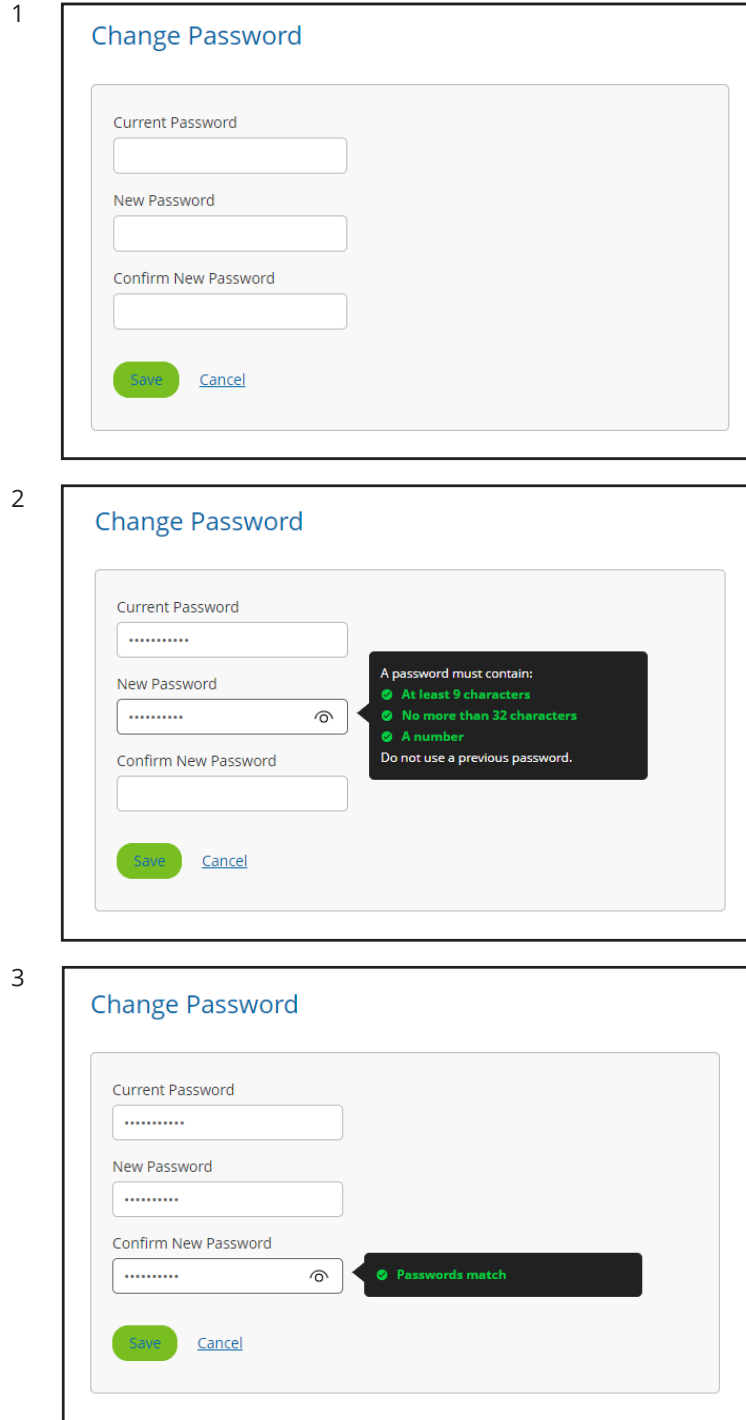 1
Change Password
Current Password
New Password
Confirm New Password
Save Cancel
2
Change Password
Current Password
•••••••••••
New Password
••••••••••
A password must contain:
At least 9 characters
No more than 32 characters
A number
Do not use a previous password.
Confirm New Password
Save Cancel
3
Change Password
Current Password
•••••••••••
New Password
••••••••••
Confirm New Password
••••••••••
Passwords match
Save Cancel